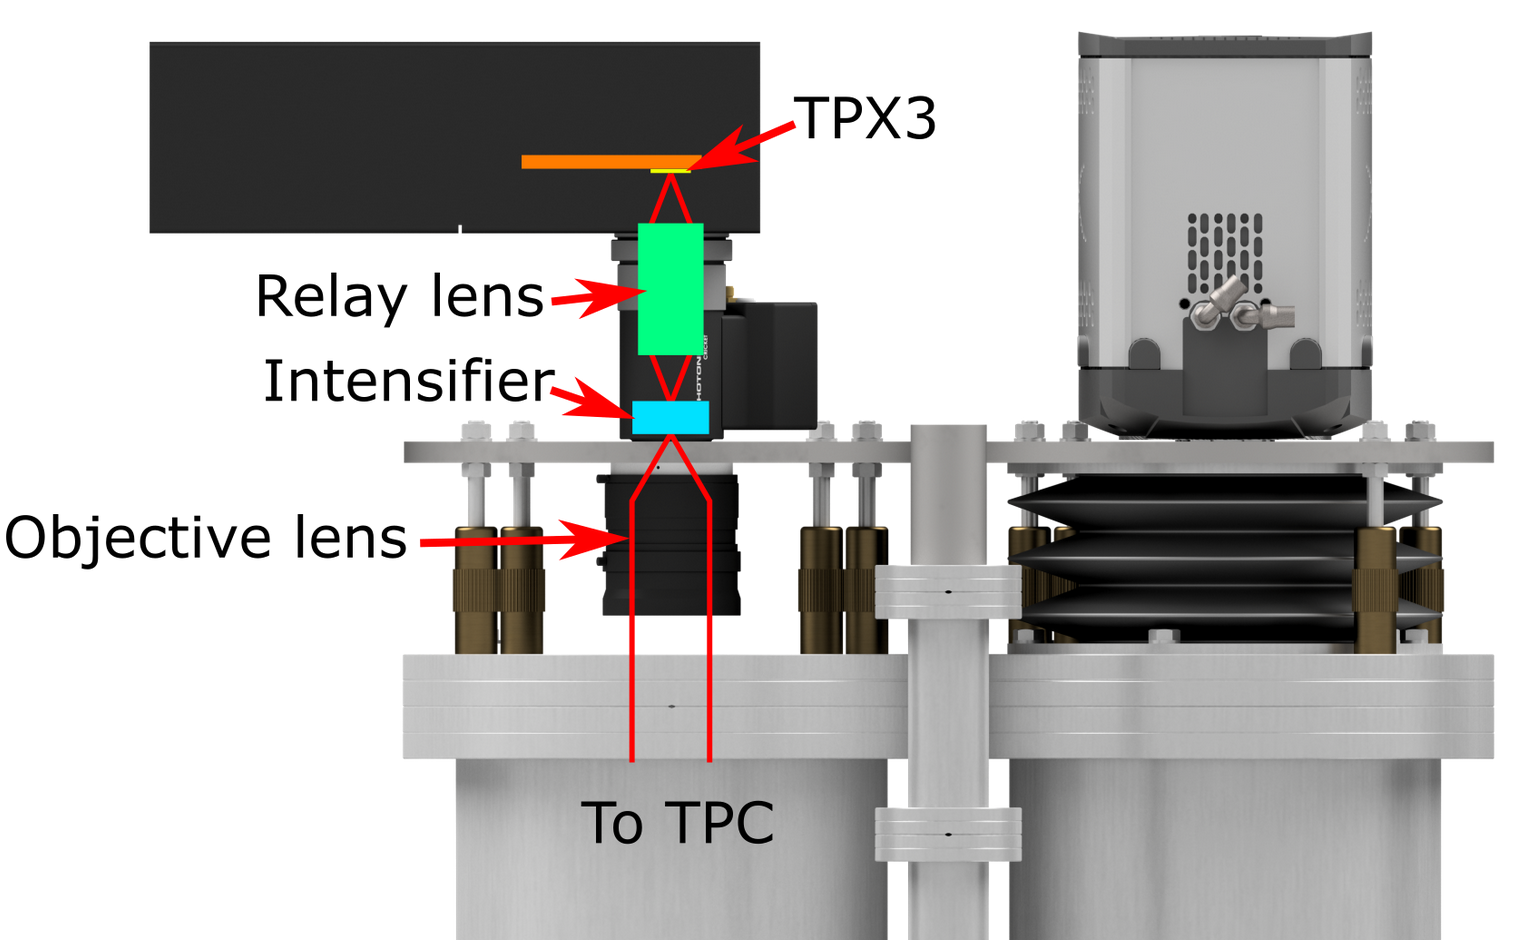 TPX3
Relay lens
Intensifier
Objective lens
To TPC